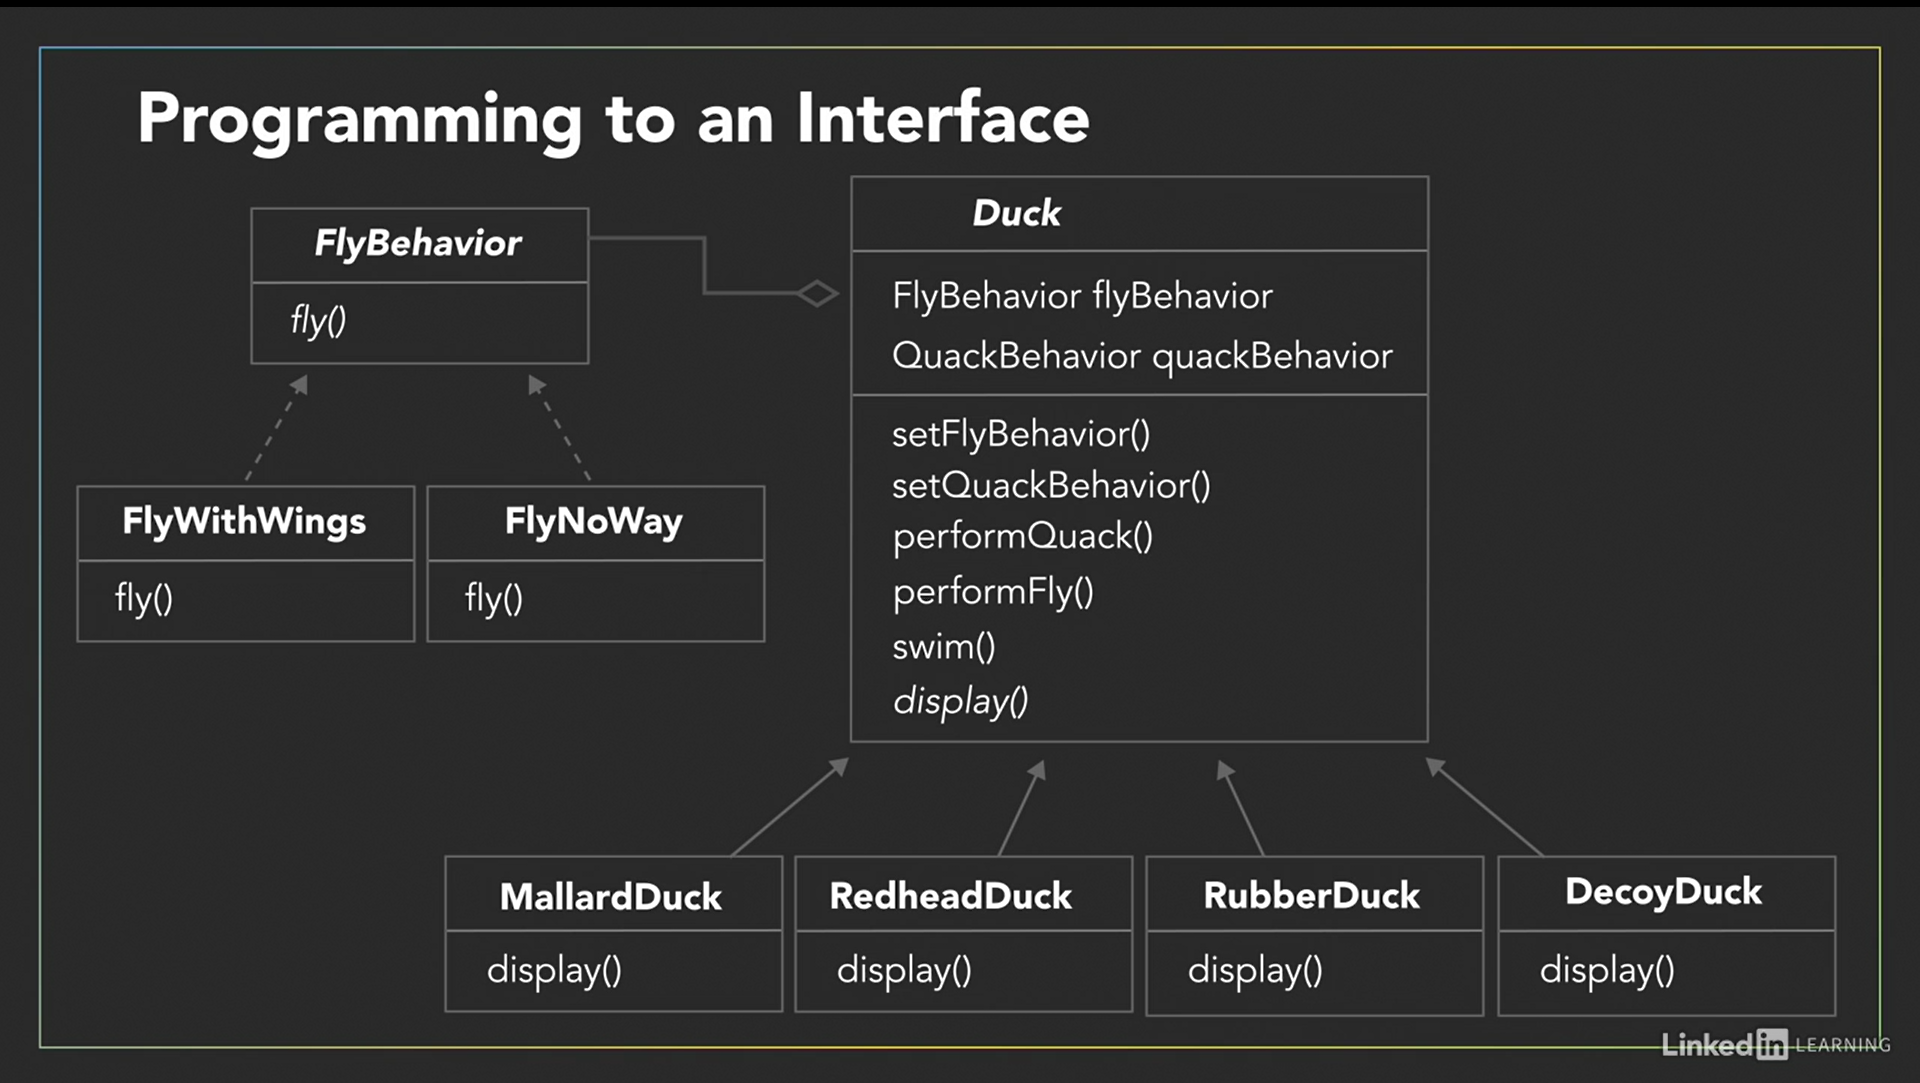 Programming to an Interface
FlyBehavior
fly()
FlyWithWings
fly()
FlyNoWay
fly()
Duck
FlyBehavior flyBehavior
QuackBehavior quackBehavior
setFlyBehavior()
setQuackBehavior()
performQuack()
performFly()
swim()
display()
MallardDuck
display()
RedheadDuck
display()
RubberDuck
display()
DecoyDuck
display()
LinkedIn LEARNING